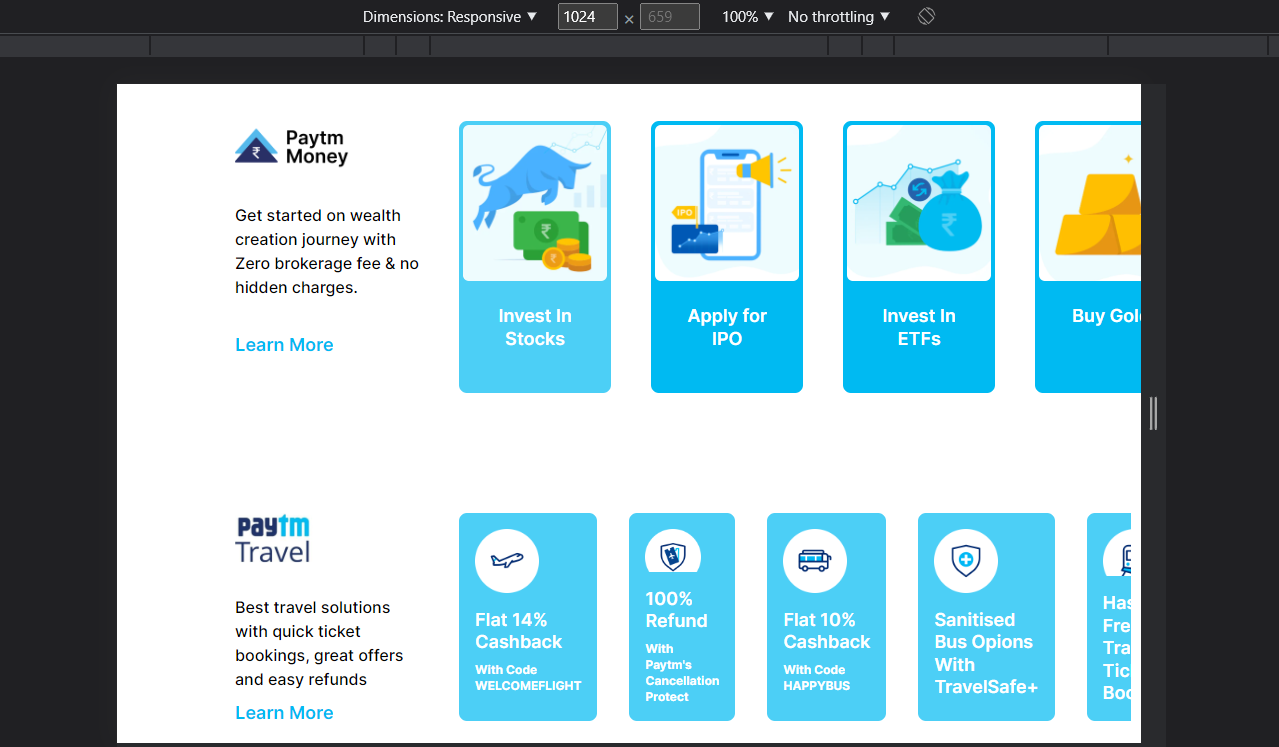 Dimensions: Responsive ▼ 1024 × 659 100% ▼ No throttling ▼
Paytm
Money
Get started on wealth
creation journey with
Zero brokerage fee & no
hidden charges.
Learn More
₹
₹
Invest In
Stocks
IPO
Apply for
IPO
₹
Invest In
ETFs
Buy Gol
paytm
Travel
Best travel solutions
with quick ticket
bookings, great offers
and easy refunds
Learn More
Flat 14%
Cashback
With Code
WELCOMEFLIGHT
100%
Refund
With
Paytm's
Cancellation
Protect
Flat 10%
Cashback
With Code
HAPPYBUS
Sanitised
Bus Opions
With
TravelSafe+
Has
Fre
Tra
Tic
Boo